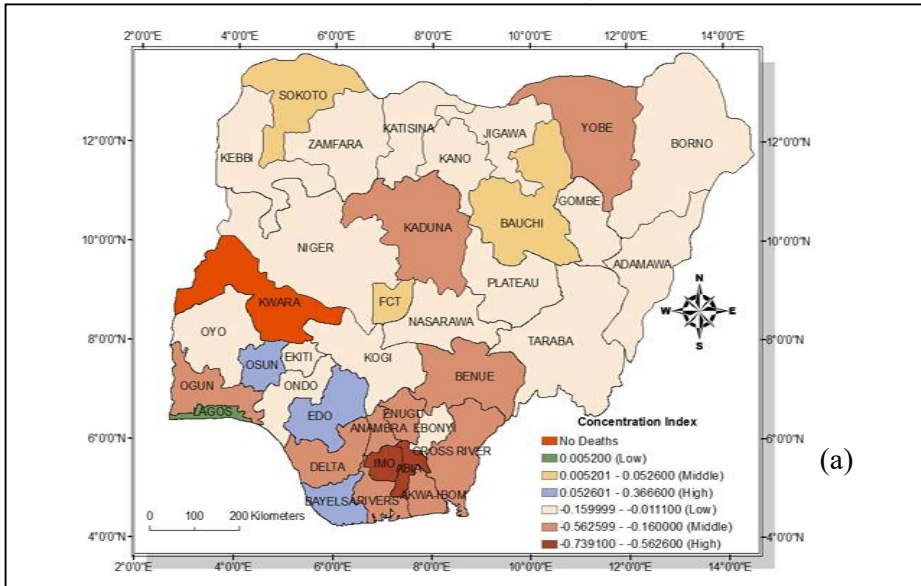 2°0'0"E 4°0'0"E 6°0'0"E 8°0'0"E 10°0'0"E 12°0'0"E 14°0'0"E
SOKOTO
YOBE
KATISINA
JIGAWA
12°0'0"N
ZAMFARA
BORNO
12°0'0"N
KEBBI
KANO
GOMBE
BAUCHI
KADUNA
10°0'0"N
NIGER
10°0'0"N
ADAMAWA
PLATEAU
N
KWARA
FCT
W E
8°0'0"N
NASARAWA
S
8°0'0"N
OYO
TARABA
OSUN EKITI KOGI
BENUE
OGUN
ONDO
LAGOS
EDO
ENUGU
ANAMBRA EBONYI
Concentration Index
6°0'0"N
CROSS RIVER
No Deaths
6°0'0"N
DELTA
IMO
ABIA
0.005200 (Low)
(a)
0.005201 - 0.052600 (Middle)
BAYELSA RIVERS AKWA-IBOM
0.052601 - 0.366600 (High)
0 100 200 Kilometers
-0.159999 - -0.011100 (Low)
-0.562599 - -0.160000 (Middle)
4°0'0"N
-0.739100 - -0.562600 (High)
4°0'0"N
2°0'0"E 4°0'0"E 6°0'0"E 8°0'0"E 10°0'0"E 12°0'0"E 14°0'0"E